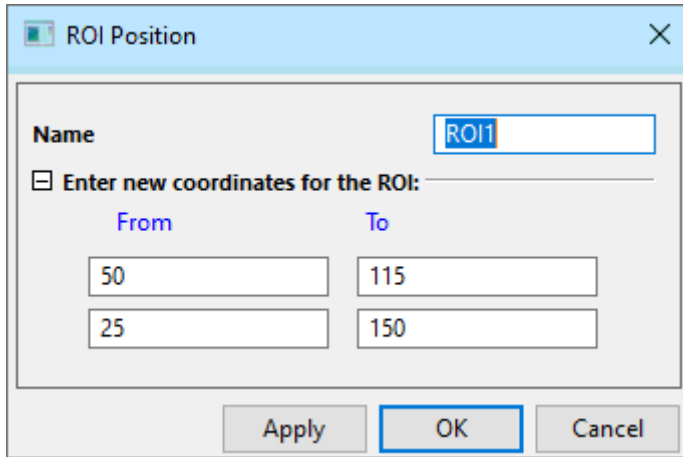 ROI Position
Name ROI1
Enter new coordinates for the ROI:
From To
50 115
25 150
Apply OK Cancel